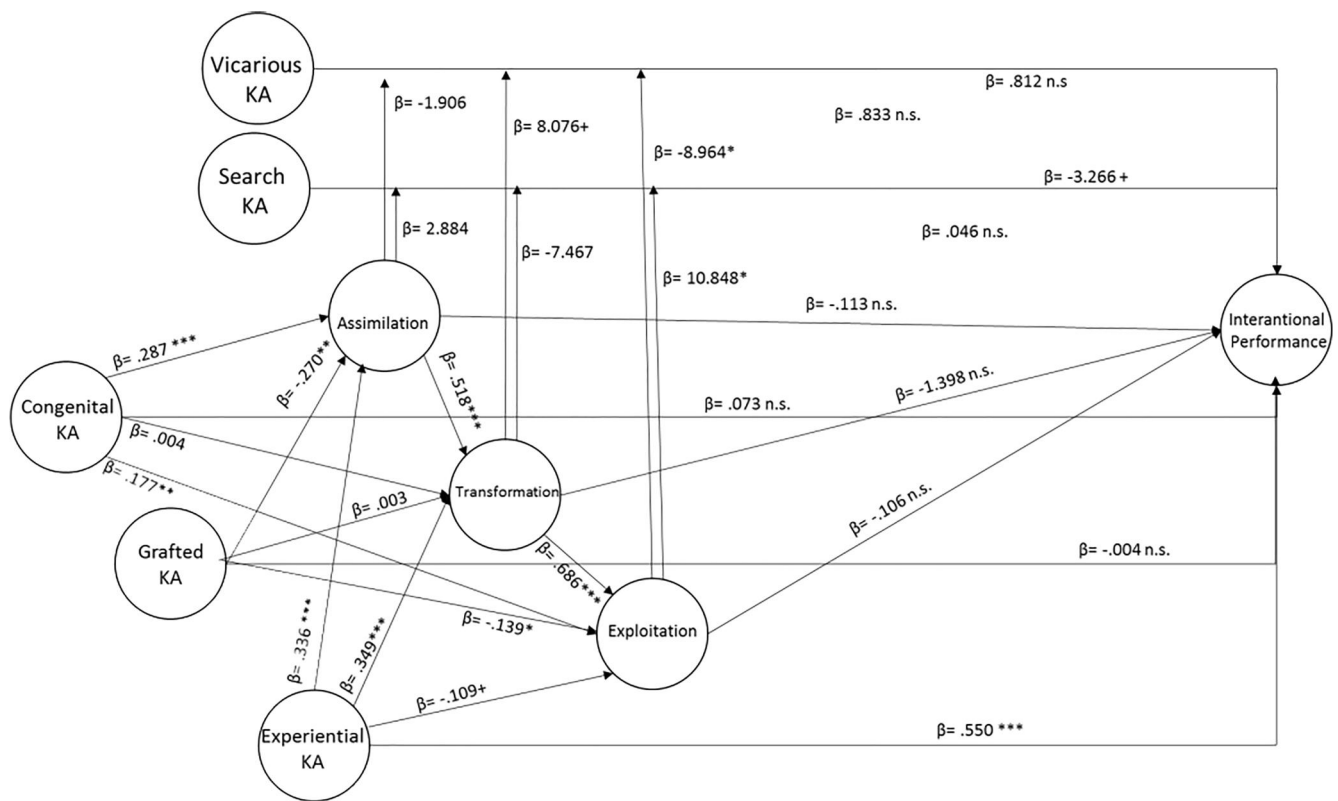 Vicarious
KA
β= .812 n.s
β= -1.906
β= .833 n.s.
β= 8.076+
β= -8.964*
Search
KA
β= -3.266 +
β= 2.884
β= .046 n.s.
β= -7.467
β= 10.848*
β= -.113 n.s.
Assimilation
Interantional
Performance
β= .287 ***
β= -.270**
β= .518***
β= -1.398 n.s.
Congenital
KA
β= .073 n.s.
β= .004
β= .177**
Transformation
β= .003
β= -.106 n.s.
Grafted
KA
β= -.004 n.s.
β= .686***
β= -.139*
Exploitation
β= .336 ***
β= .349***
β= -.109+
Experiential
KA
β= .550 ***